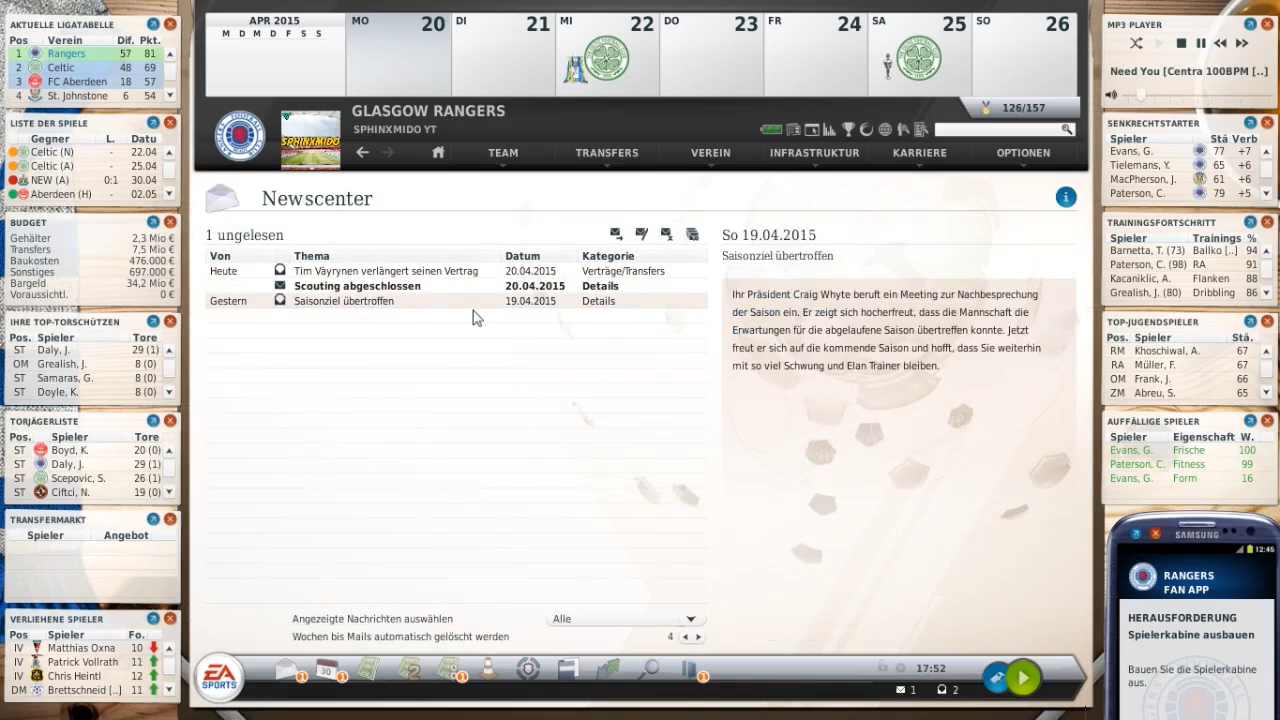 AKTUELLE LIGATABELLE
Pos Verein Dif. Pkt.
1 Rangers 57 81
2 Celtic 48 69
3 FC Aberdeen 18 57
4 St. Johnstone 6 54
LISTE DER SPIELE
Gegner L. Datu
Celtic (N) - 22.04
Celtic (A) - 25.04
NEW (A) 0:1 30.04
Aberdeen (H) - 02.05
BUDGET
Gehälter 2,3 Mio €
Transfers 7,5 Mio €
Baukosten 476.000 €
Sonstiges 697.000 €
Bargeld 34,2 Mio €
Voraussichtl. 0 €
IHRE TOP-TORSCHÜTZEN
Pos. Spieler Tore
ST Daly, J. 29 (1)
OM Grealish, J. 8 (0)
ST Samaras, G. 8 (0)
ST Doyle, K. 8 (0)
TORJÄGERLISTE
Pos. Spieler Tore
ST Boyd, K. 20 (0)
ST Daly, J. 29 (1)
ST Scepovic, S. 26 (1)
ST Ciftci, N. 19 (0)
TRANSFERMARKT
Spieler Angebot
VERLIEHENE SPIELER
Pos Spieler Fo.
IV Matthias Oxna 10
IV Patrick Vollrath 11
IV Chris Heintl 12
DM Brettschneid [..] 11
APR 2015
M D M D F S S
MO 20
DI 21
MI 22
DO 23
FR 24
SA 25
SO 26
GLASGOW RANGERS
SPHINXMIDO YT
SPHINXMIDO
126/157
TEAM TRANSFERS VEREIN INFRASTRUKTUR KARRIERE OPTIONEN
Newscenter
1 ungelesen
Von Thema Datum Kategorie
Heute Tim Väyrynen verlängert seinen Vertrag 20.04.2015 Verträge/Transfers
Scouting abgeschlossen 20.04.2015 Details
Gestern Saisonziel übertroffen 19.04.2015 Details
So 19.04.2015
Saisonziel übertroffen
Ihr Präsident Craig Whyte beruft ein Meeting zur Nachbesprechung
der Saison ein. Er zeigt sich hocherfreut, dass die Mannschaft die
Erwartungen für die abgelaufene Saison übertreffen konnte. Jetzt
freut er sich auf die kommende Saison und hofft, dass Sie weiterhin
mit so viel Schwung und Elan Trainer bleiben.
Angezeigte Nachrichten auswählen Alle
Wochen bis Mails automatisch gelöscht werden 4
EA
SPORTS
30
1
1
1
1
17:52
1 2
MP3 PLAYER
Need You [Centra 100BPM [..]
SENKRECHTSTARTER
Spieler Stä Verb
Evans, G. 77 +7
Tielemans, Y. 65 +6
MacPherson, J. 61 +6
Paterson, C. 79 +5
TRAININGSFORTSCHRITT
Spieler Trainings %
Barnetta, T. (73) Ballko [..] 94
Paterson, C. (98) RA 91
Kacaniklic, A. Flanken 88
Grealish, J. (80) Dribbling 86
TOP-JUGENDSPIELER
Pos. Spieler Stä.
RM Khoschiwal, A. 67
RA Müller, F. 67
OM Frank, J. 66
ZM Abreu, S. 65
AUFFÄLLIGE SPIELER
Spieler Eigenschaft W.
Evans, G. Frische 100
Paterson, C. Fitness 99
Evans, G. Form 16
SAMSUNG
12:45
RANGERS
FAN APP
HERAUSFORDERUNG
Spielerkabine ausbauen
Bauen Sie die Spielerkabine
aus.